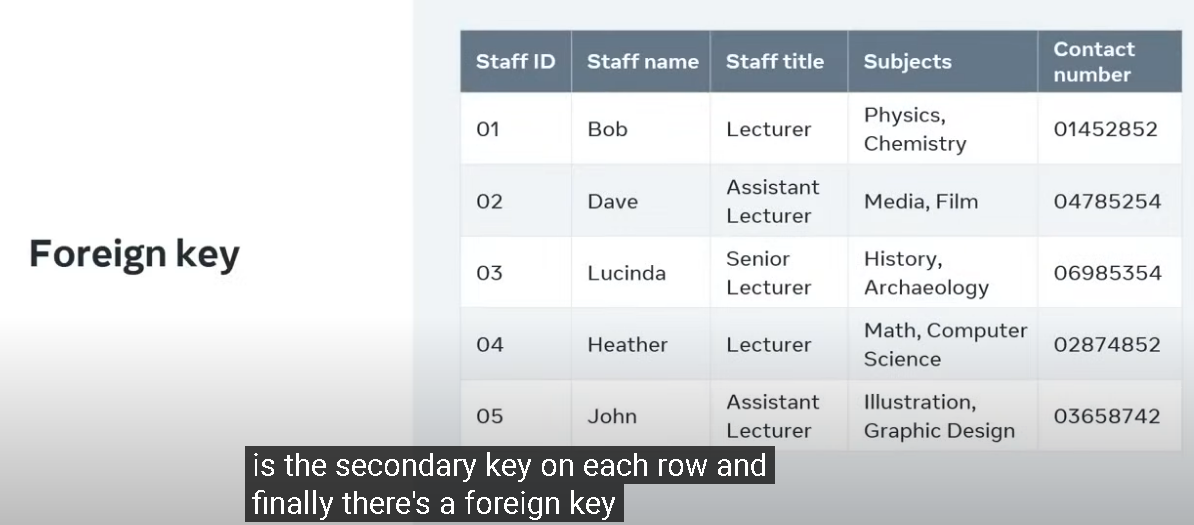 Foreign key
Staff ID Staff name Staff title Subjects Contact number
01 Bob Lecturer Physics, Chemistry 01452852
02 Dave Assistant Lecturer Media, Film 04785254
03 Lucinda Senior Lecturer History, Archaeology 06985354
04 Heather Lecturer Math, Computer Science 02874852
05 John Assistant Lecturer Illustration, Graphic Design 03658742
is the secondary key on each row and
finally there's a foreign key